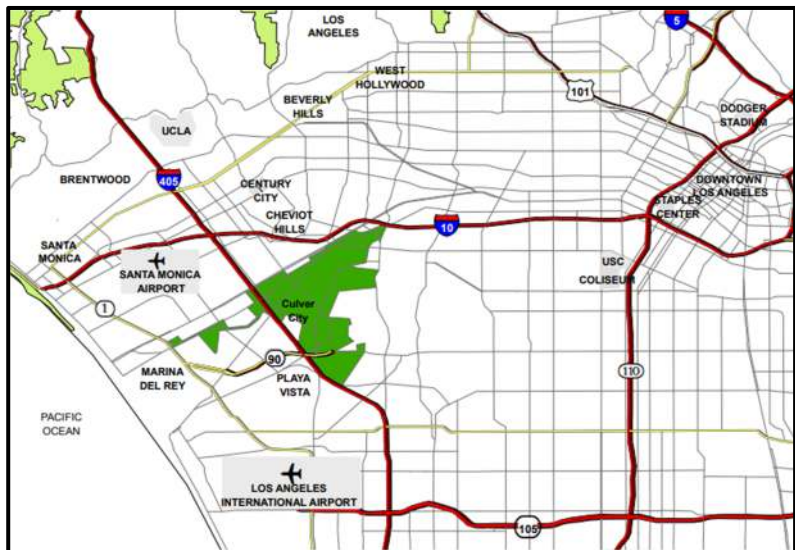 LOS
ANGELES
5
WEST
HOLLYWOOD
101
BEVERLY
HILLS
DODGER
STADIUM
UCLA
BRENTWOOD
405
CENTURY
CITY
DOWNTOWN
LOS ANGELES
STAPLES
CENTER
CHEVIOT
HILLS
10
SANTA
MONICA
SANTA MONICA
AIRPORT
USC
COLISEUM
1
Culver
City
90
MARINA
DEL REY
PLAYA
VISTA
110
PACIFIC
OCEAN
LOS ANGELES
INTERNATIONAL AIRPORT
105